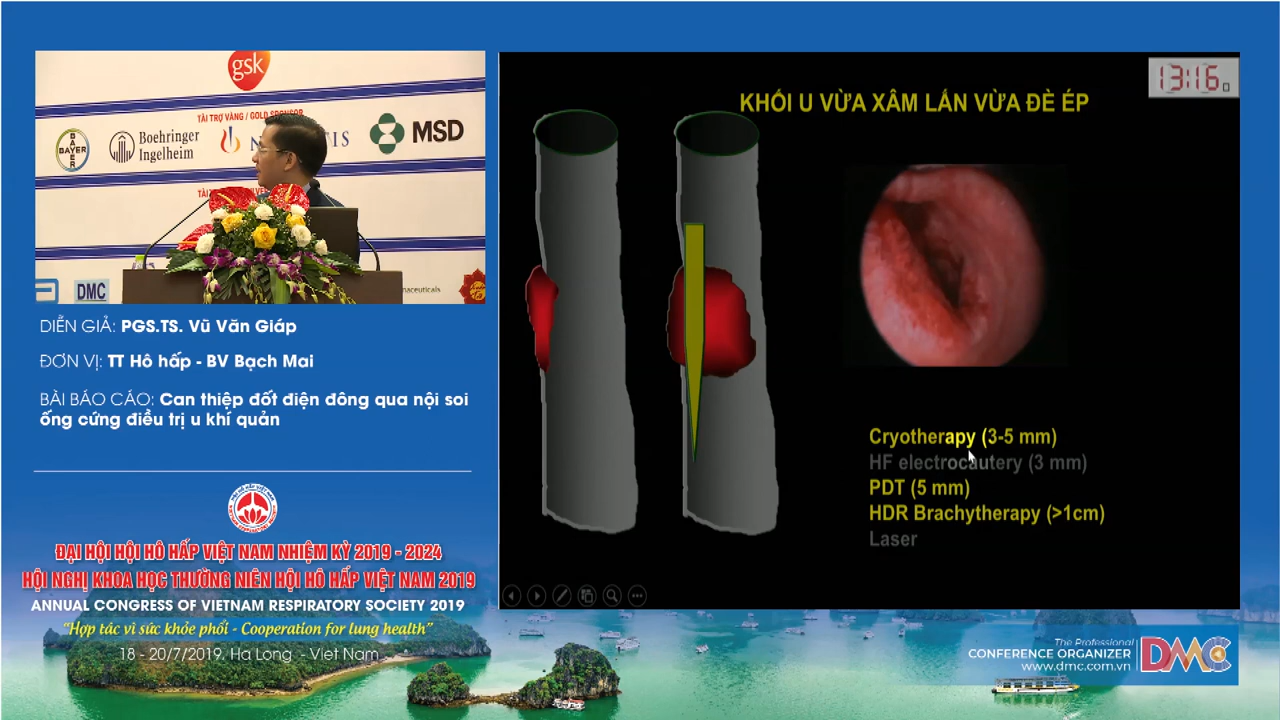 gsk
TÀI TRỢ VÀNG / GOLD SPONSOR
BAYER
BAYER
Boehringer
Ingelheim
MSD
DMC
DIỄN GIẢ: PGS.TS. Vũ Văn Giáp
ĐƠN VỊ: TT Hô hấp - BV Bạch Mai
BÀI BÁO CÁO: Can thiệp đốt điện đông qua nội soi
ống cứng điều trị u khí quản
ĐẠI HỘI HỘI HÔ HẤP VIỆT NAM NHIỆM KỲ 2019 - 2024
HỘI NGHỊ KHOA HỌC THƯỜNG NIÊN HỘI HÔ HẤP VIỆT NAM 2019
ANNUAL CONGRESS OF VIETNAM RESPIRATORY SOCIETY 2019
“Hợp tác vì sức khỏe phổi - Cooperation for lung health”
18 - 20/7/2019. Ha Long - Viet Nam
13:16
KHỐI U VỪA XÂM LẤN VỪA ĐÈ ÉP
Cryotherapy (3-5 mm)
HF electrocautery (3 mm)
PDT (5 mm)
HDR Brachytherapy (>1cm)
Laser
The Professional
CONFERENCE ORGANIZER
www.dmc.com.vn
DMC